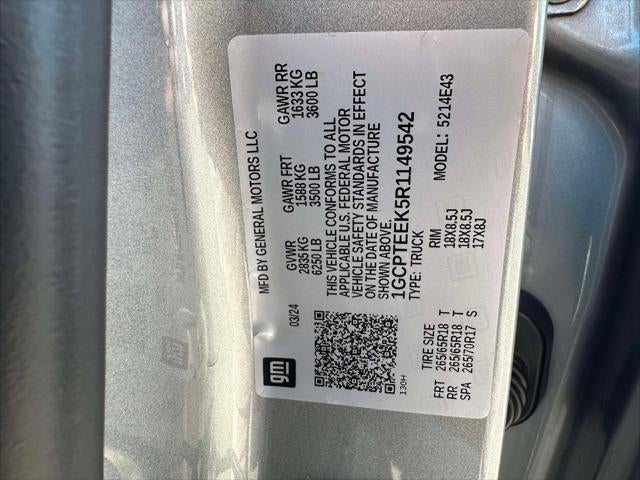 MFD BY GENERAL MOTORS LLC
03/24
GVWR GAWR FRT GAWR RR
2835 KG 1588 KG 1633 KG
6250 LB 3500 LB 3600 LB
THIS VEHICLE CONFORMS TO ALL
APPLICABLE U.S. FEDERAL MOTOR
VEHICLE SAFETY STANDARDS IN EFFECT
ON THE DATE OF MANUFACTURE
SHOWN ABOVE.
1GCPTEEK5R1149542
TYPE: TRUCK MODEL: 5214E43
gm
130H
TIRE SIZE RIM
FRT 265/65R18 T 18X8.5J
RR 265/65R18 T 18X8.5J
SPA 265/70R17 S 17X8J